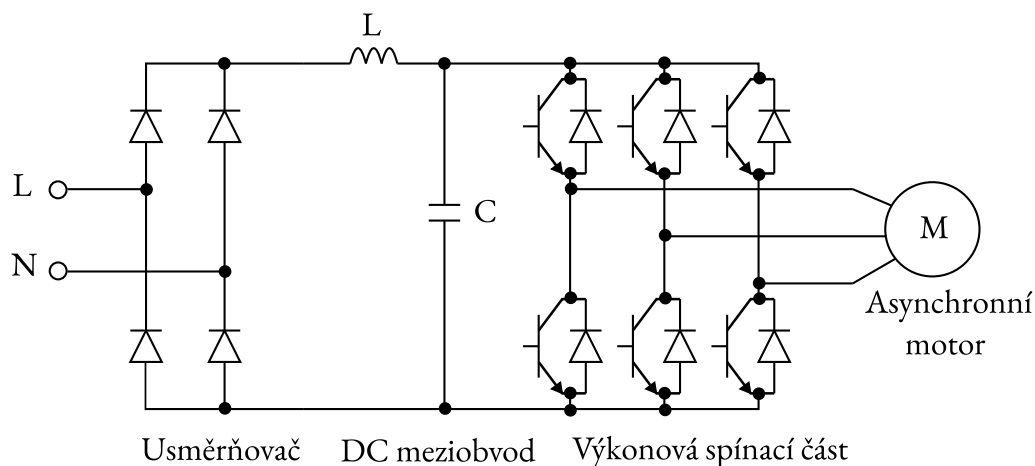 L
L
N
C
M
Asynchronní
motor
Usměrňovač
DC meziobvod
Výkonová spínací část